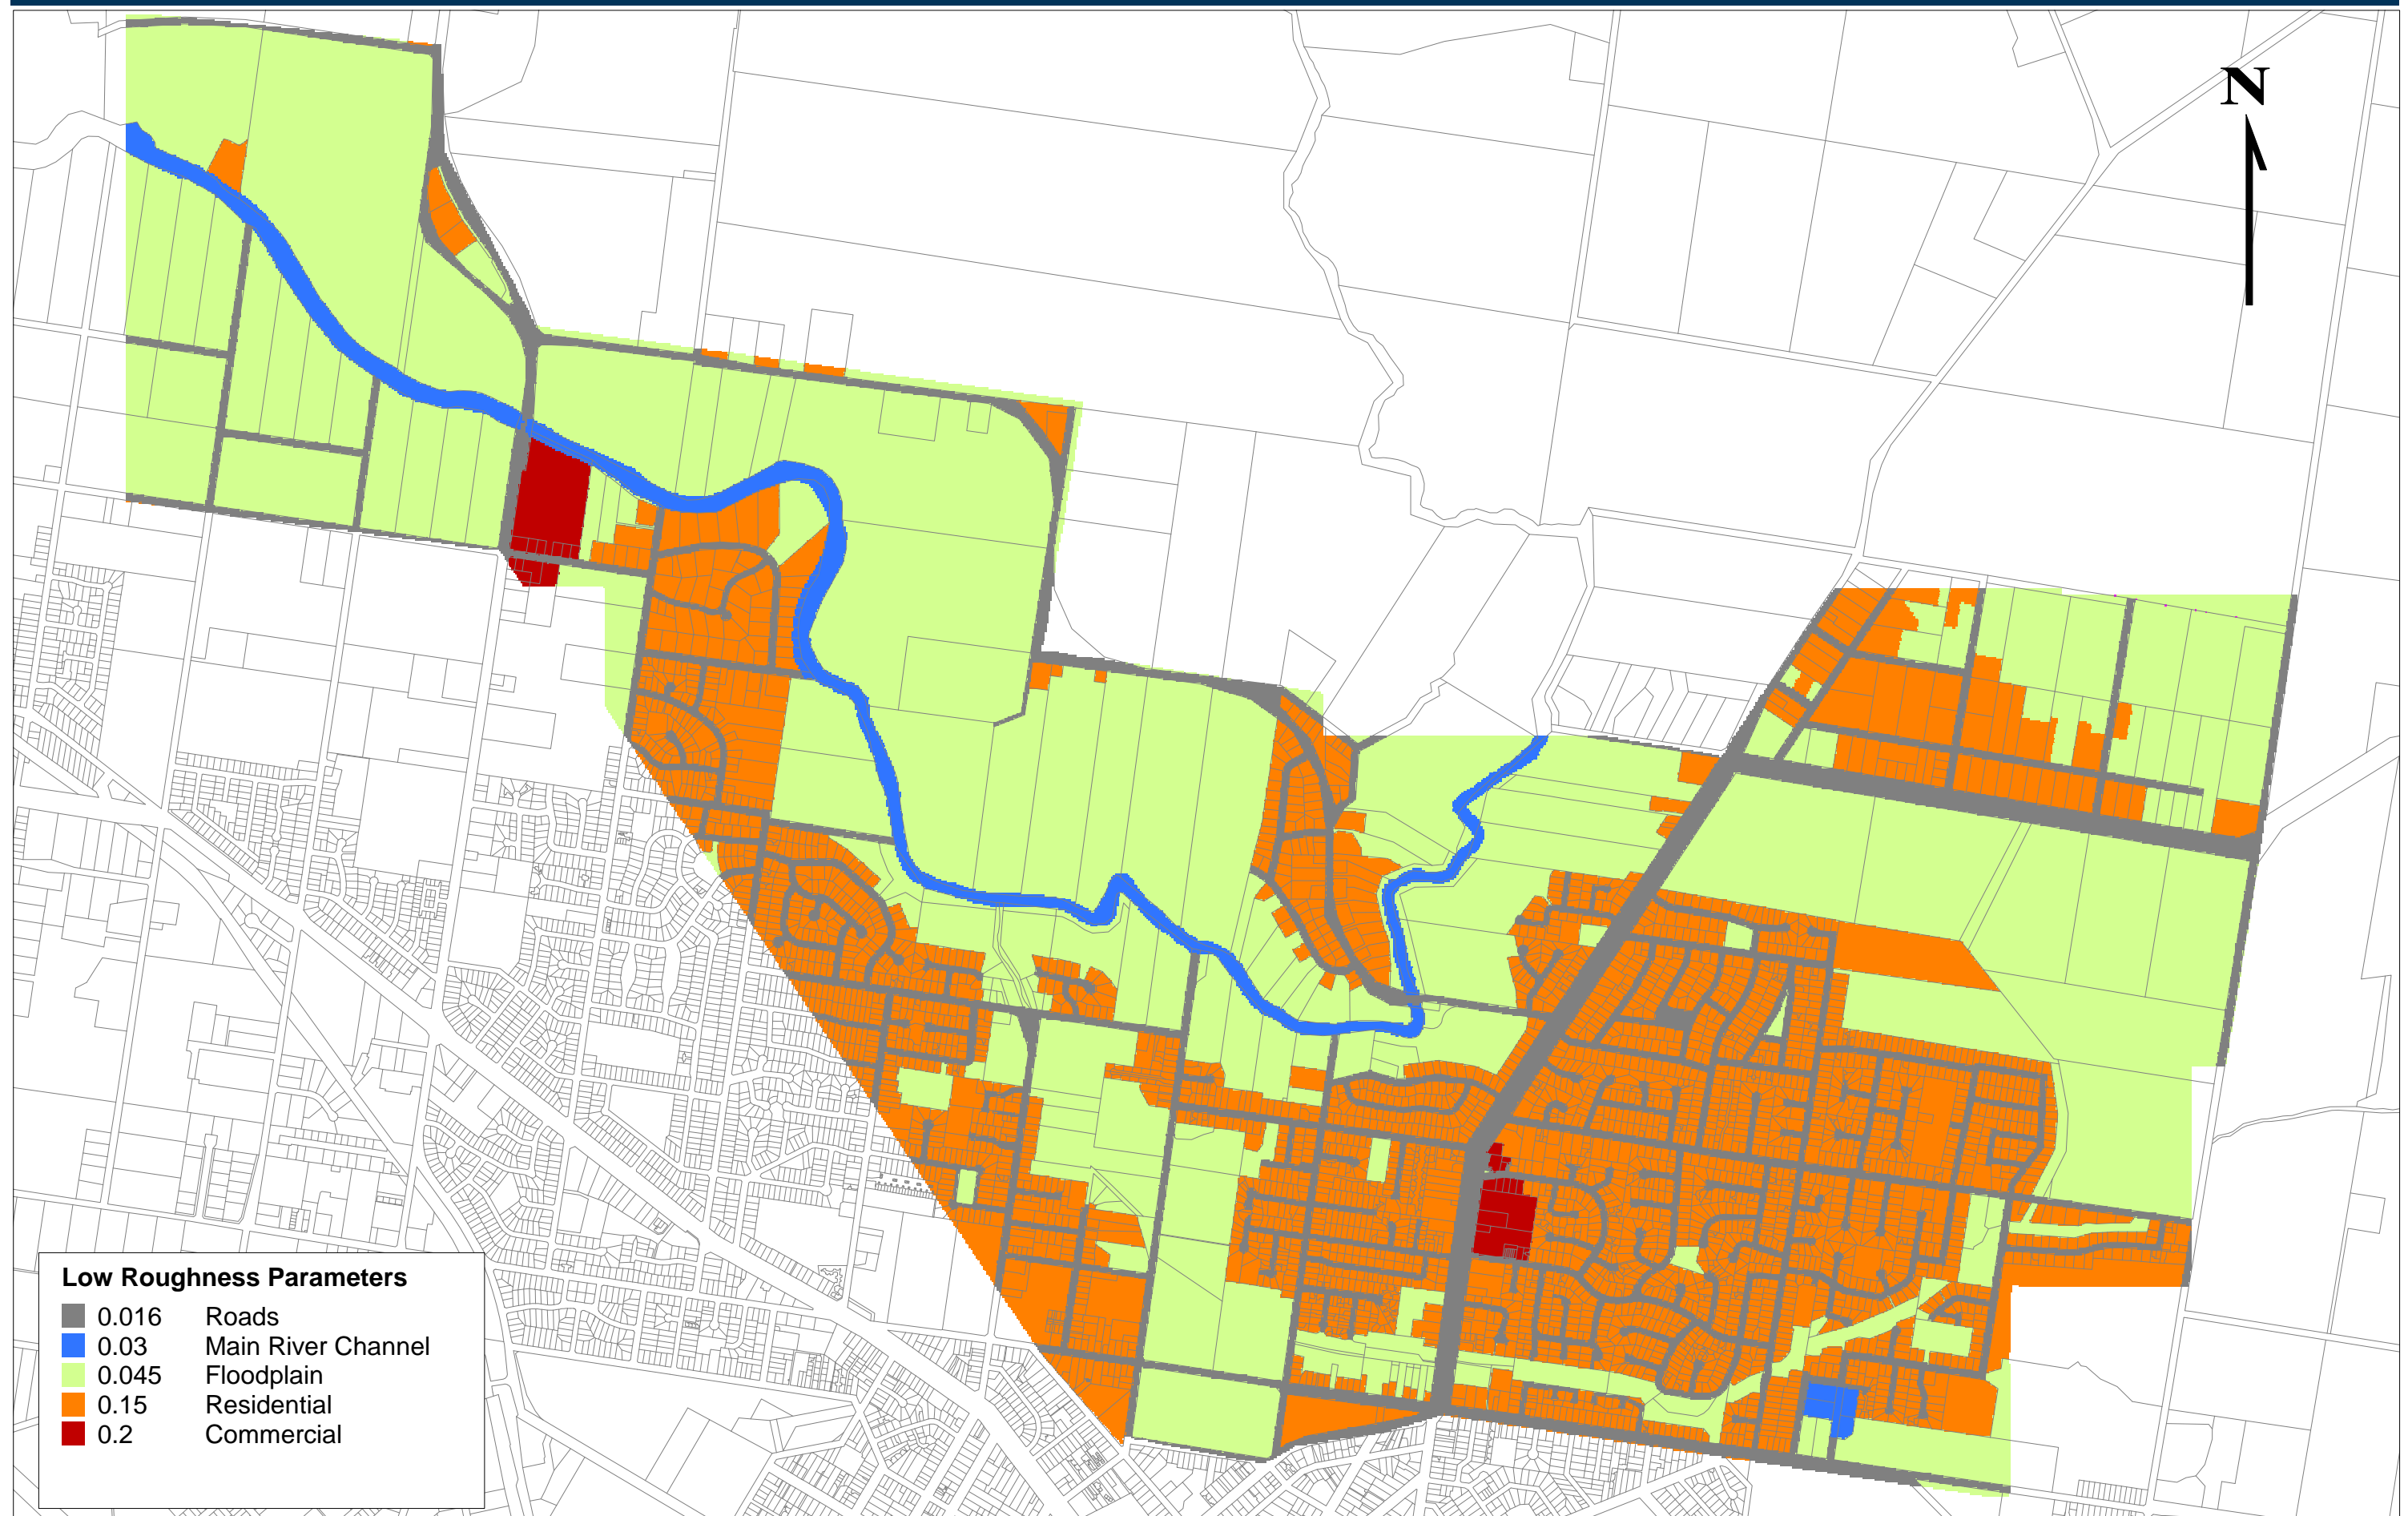 N
Low Roughness Parameters
0.016 Roads
0.03 Main River Channel
0.045 Floodplain
0.15 Residential
0.2 Commercial